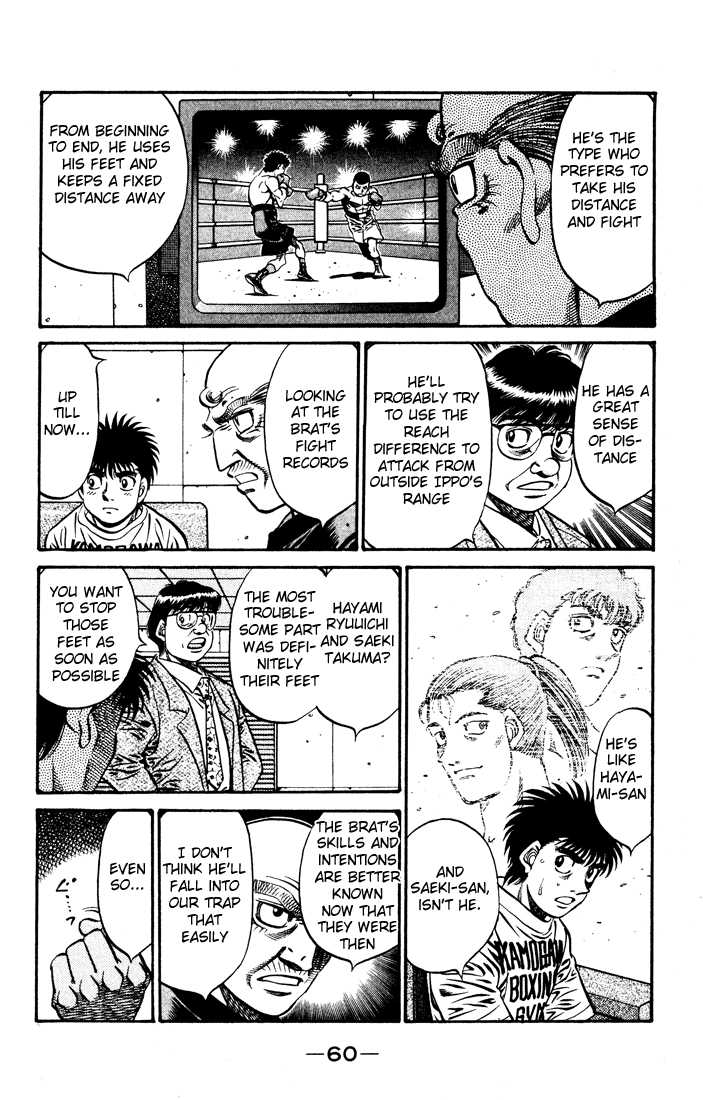 HE'S THE
TYPE WHO
PREFERS TO
TAKE HIS
DISTANCE
AND FIGHT
FROM BEGINNING
TO END, HE USES
HIS FEET AND
KEEPS A FIXED
DISTANCE AWAY
HE HAS A
GREAT
SENSE
OF DIS-
TANCE
HE'LL
PROBABLY TRY
TO USE THE
REACH
DIFFERENCE TO
ATTACK FROM
OUTSIDE IPPO'S
RANGE
LOOKING
AT THE
BRAT'S
FIGHT
RECORDS
UP
TILL
NOW...
KAMOGAWA
HE'S
LIKE
HAYA-
MI-SAN
AND
SAEKI-SAN,
ISN'T HE.
KAMOGAW
BOXIN
GYM
HAYAMI
RYUUICHI
AND SAEKI
TAKUMA?
THE MOST
TROUBLE-
SOME PART
WAS DEFI-
NITELY
THEIR FEET
YOU WANT
TO STOP
THOSE
FEET AS
SOON AS
POSSIBLE
THE BRAT'S
SKILLS AND
INTENTIONS
ARE BETTER
KNOWN
NOW THAT
THEY WERE
THEN
I DON'T
THINK HE'LL
FALL INTO
OUR TRAP
THAT
EASILY
EVEN
SO...
—60—